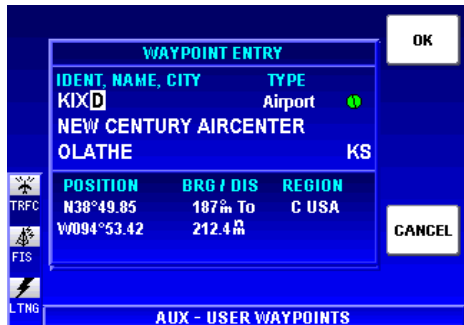 WAYPOINT ENTRY
OK
IDENT, NAME, CITY TYPE
KIXD Airport
NEW CENTURY AIRCENTER
OLATHE KS
POSITION BRG / DIS REGION
N38°49.85 187°m To C USA
W094°53.42 212.4nm
TRFC
FIS
LTNG
CANCEL
AUX - USER WAYPOINTS